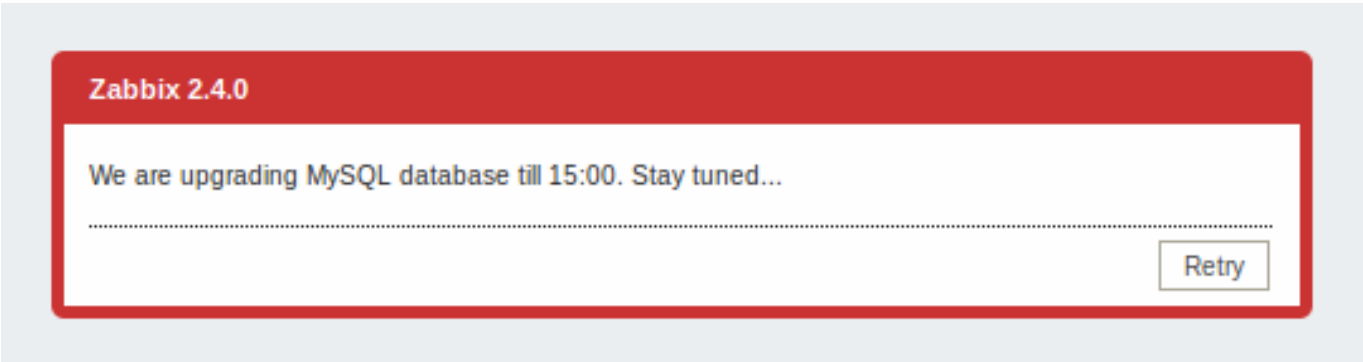 Zabbix 2.4.0
We are upgrading MySQL database till 15:00. Stay tuned...
Retry